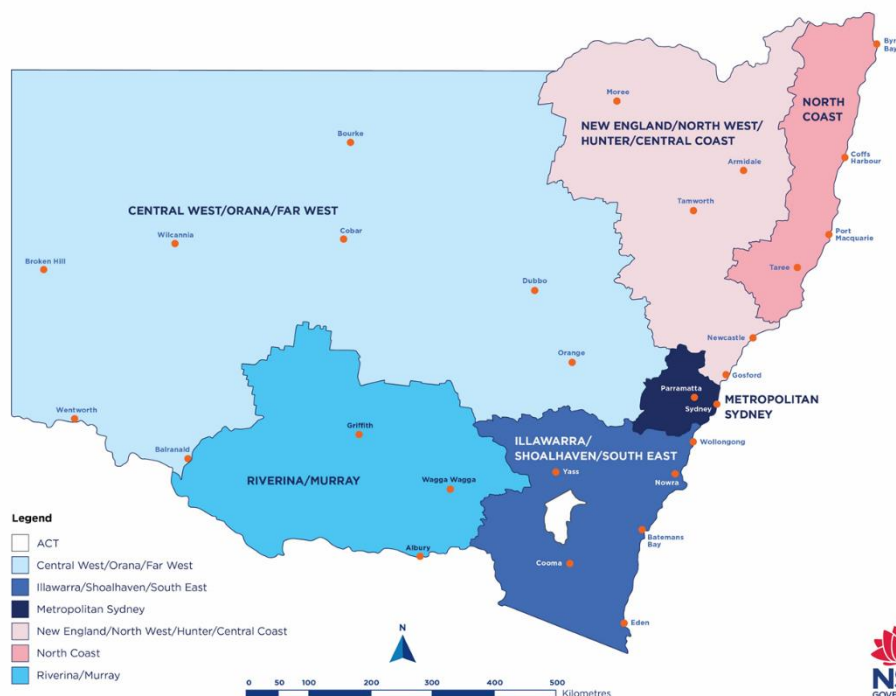 Byr
Bay
Moree
NORTH
COAST
NEW ENGLAND/NORTH WEST/
HUNTER/CENTRAL COAST
Bourke
Coffs
Harbour
Armidale
Tamworth
CENTRAL WEST/ORANA/FAR WEST
Wilcannia
Cobar
Port
Macquarie
Broken Hill
Taree
Dubbo
Newcastle
Orange
Gosford
Parramatta
Sydney
METROPOLITAN
SYDNEY
Wentworth
Griffith
ILLAWARRA/
SHOALHAVEN/SOUTH EAST
Wollongong
Balranald
Yass
Nowra
RIVERINA/MURRAY
Wagga Wagga
Legend
ACT
Batemans
Bay
Albury
Cooma
Central West/Orana/Far West
Illawarra/Shoalhaven/South East
Metropolitan Sydney
Eden
New England/North West/Hunter/Central Coast
North Coast
N
Riverina/Murray
0 50 100 200 300 400 500
Kilometres